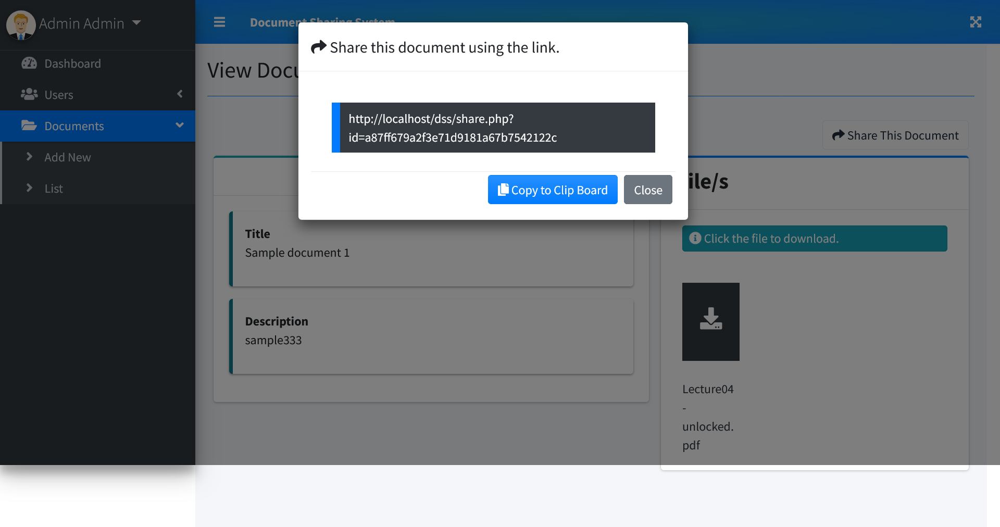 Admin Admin
Document Sharing System
Dashboard
Users
Documents
Add New
List
Share this document using the link.
http://localhost/dss/share.php?
id=a87ff679a2f3e71d9181a67b7542122c
Copy to Clip Board
Close
View Docu
Share This Document
Title
Sample document 1
Description
sample333
ile/s
Click the file to download.
Lecture04
-
unlocked.
pdf